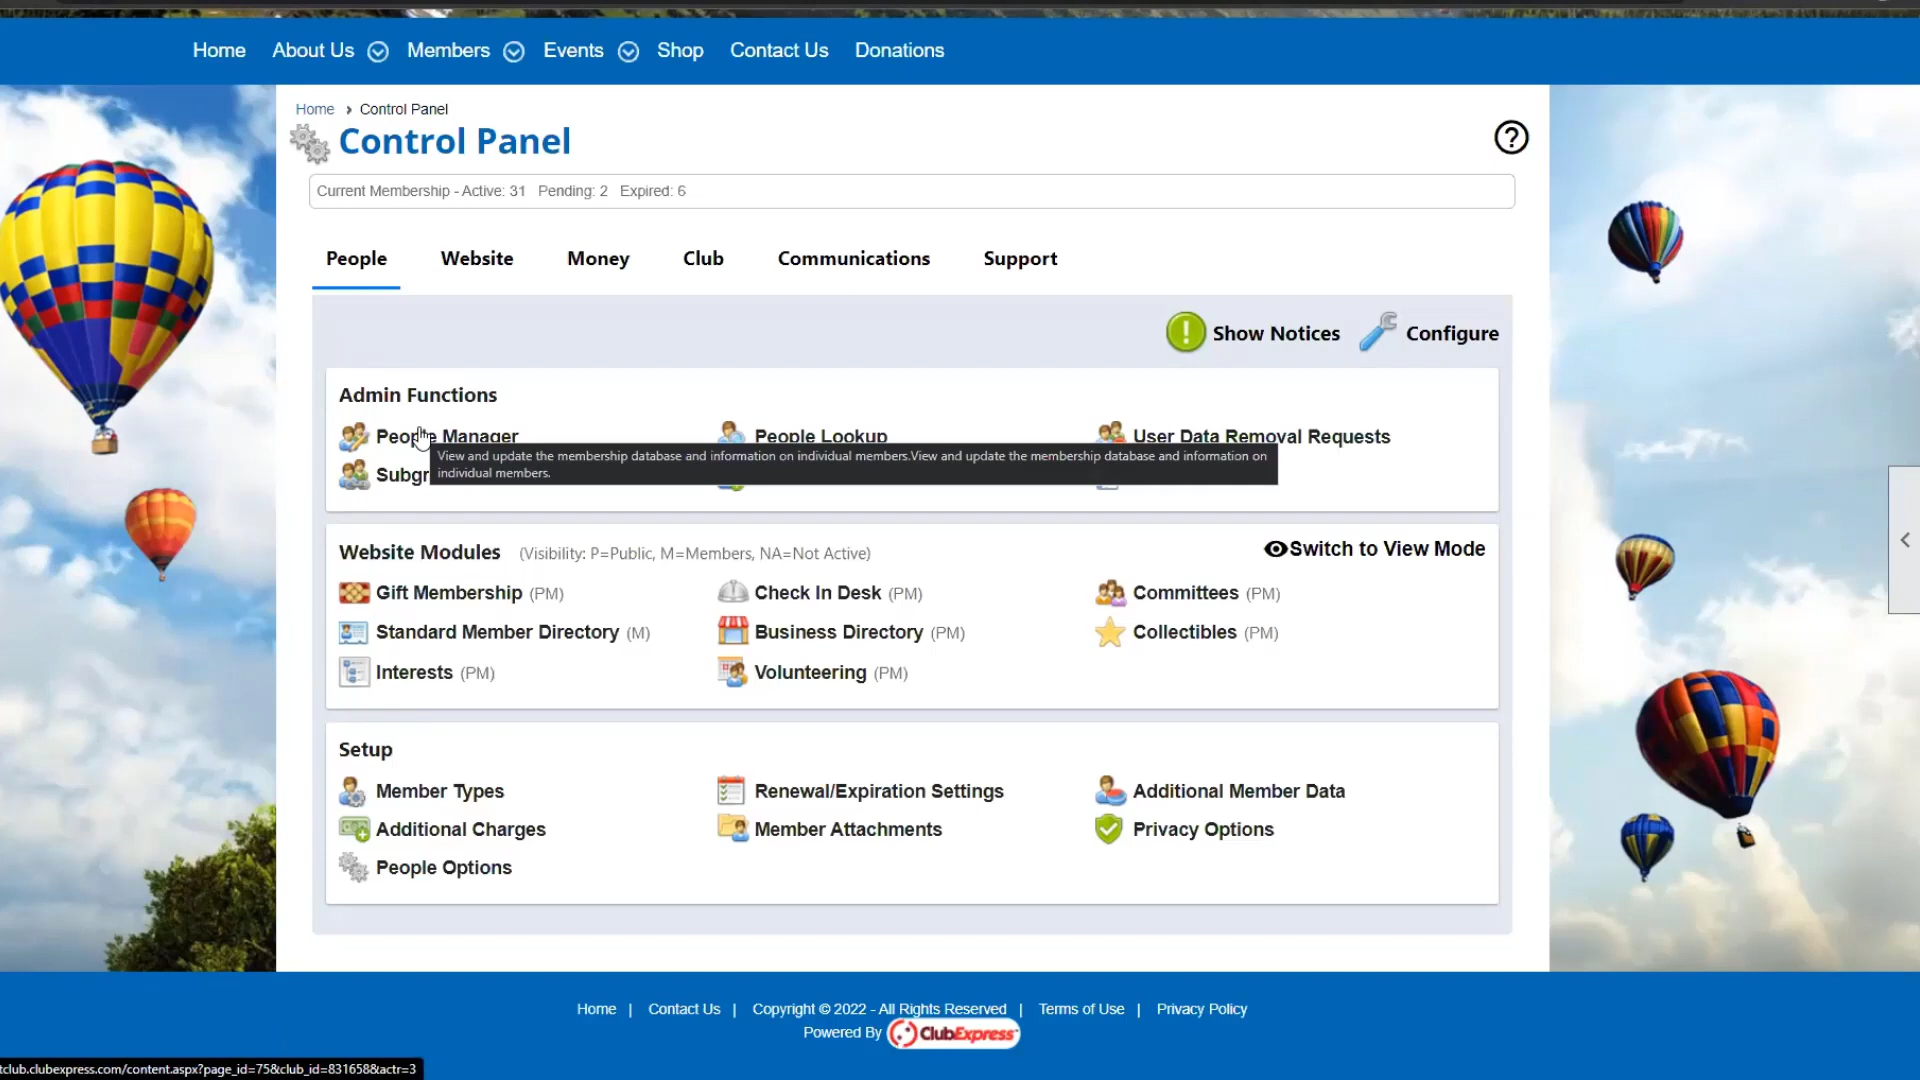 Home About Us Members Events Shop Contact Us Donations
Home › Control Panel
Control Panel
Current Membership - Active: 31 Pending: 2 Expired: 6
People Website Money Club Communications Support
Show Notices Configure
Admin Functions
People Manager People Lookup User Data Removal Requests
View and update the membership database and information on individual members.View and update the membership database and information on
individual members.
Subgr
Website Modules (Visibility: P=Public, M=Members, NA=Not Active) Switch to View Mode
Gift Membership (PM) Check In Desk (PM) Committees (PM)
Standard Member Directory (M) Business Directory (PM) Collectibles (PM)
Interests (PM) Volunteering (PM)
Setup
Member Types Renewal/Expiration Settings Additional Member Data
Additional Charges Member Attachments Privacy Options
People Options
Home | Contact Us | Copyright © 2022 - All Rights Reserved | Terms of Use | Privacy Policy
Powered By ClubExpress
tclub.clubexpress.com/content.aspx?page_id=75&club_id=831658&actr=3